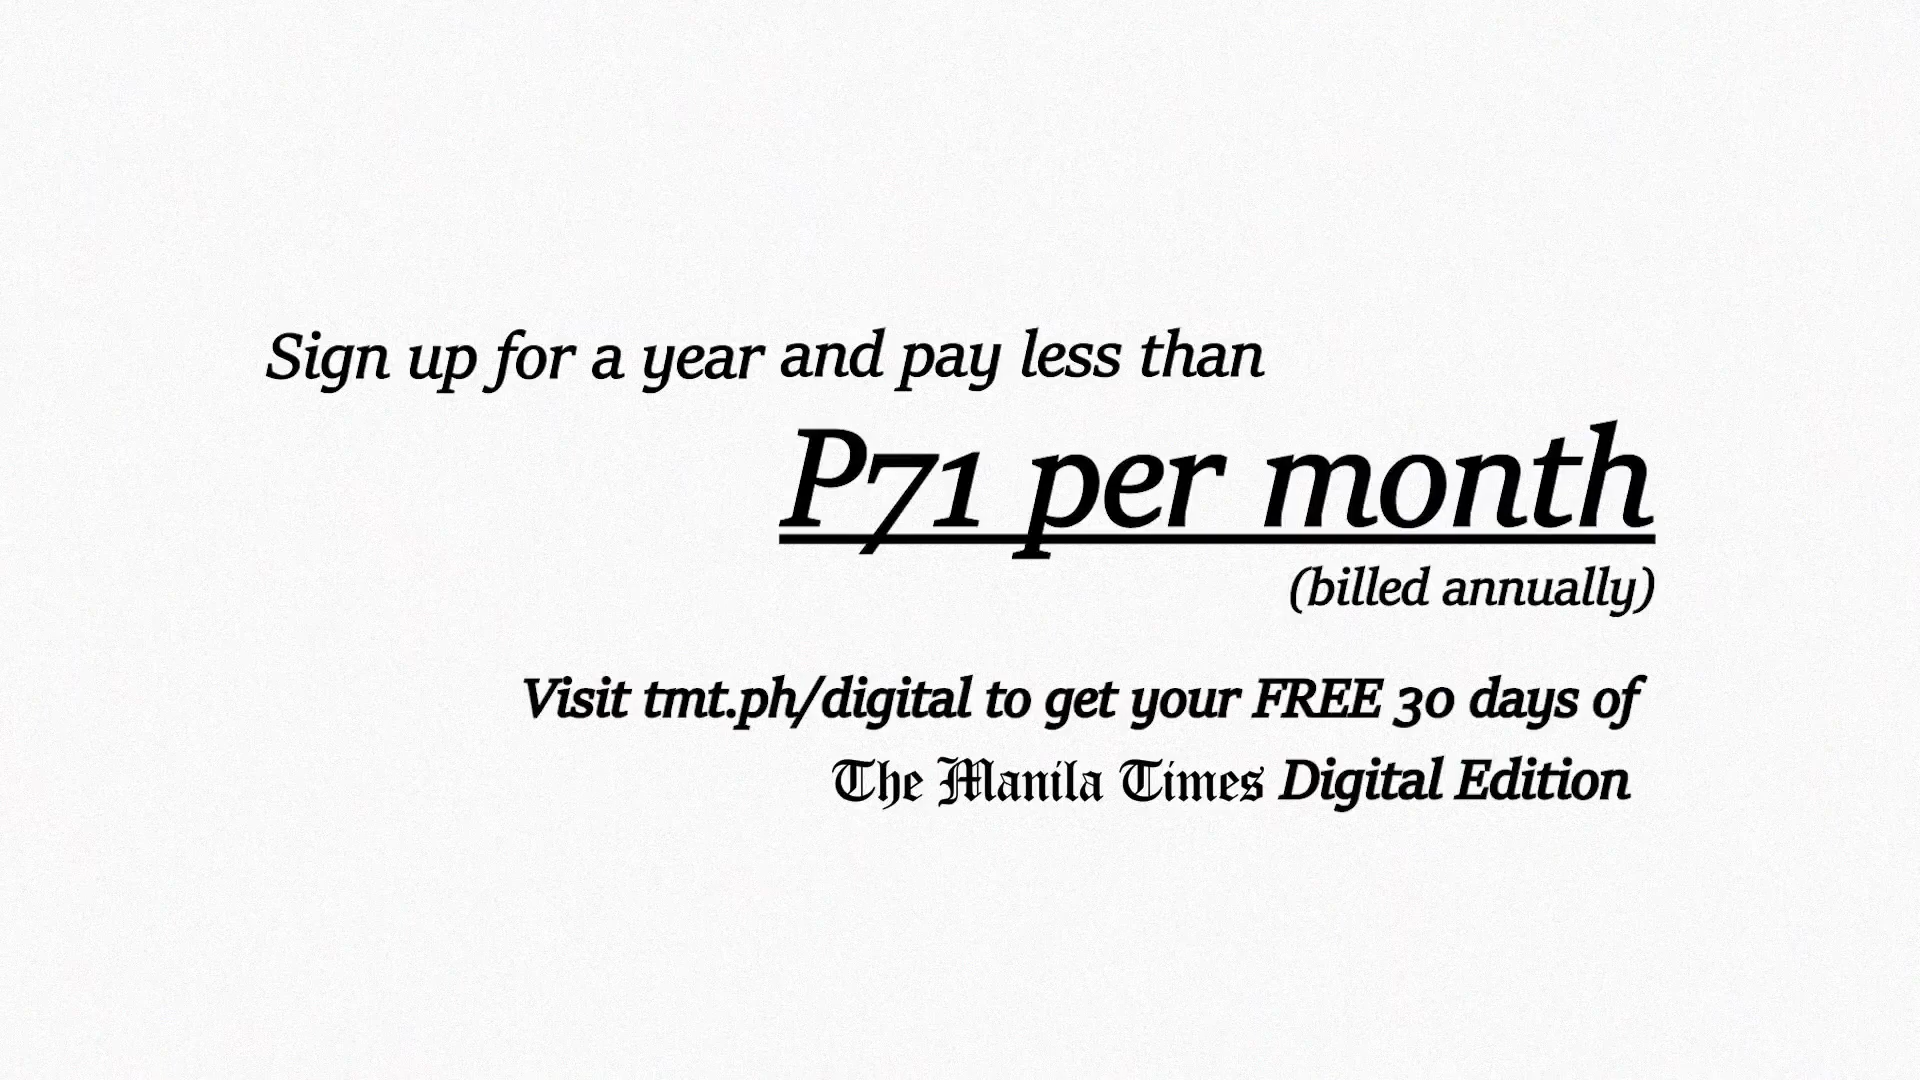 Sign up for a year and pay less than
P71 per month
(billed annually)
Visit tmt.ph/digital to get your FREE 30 days of
The Manila Times Digital Edition